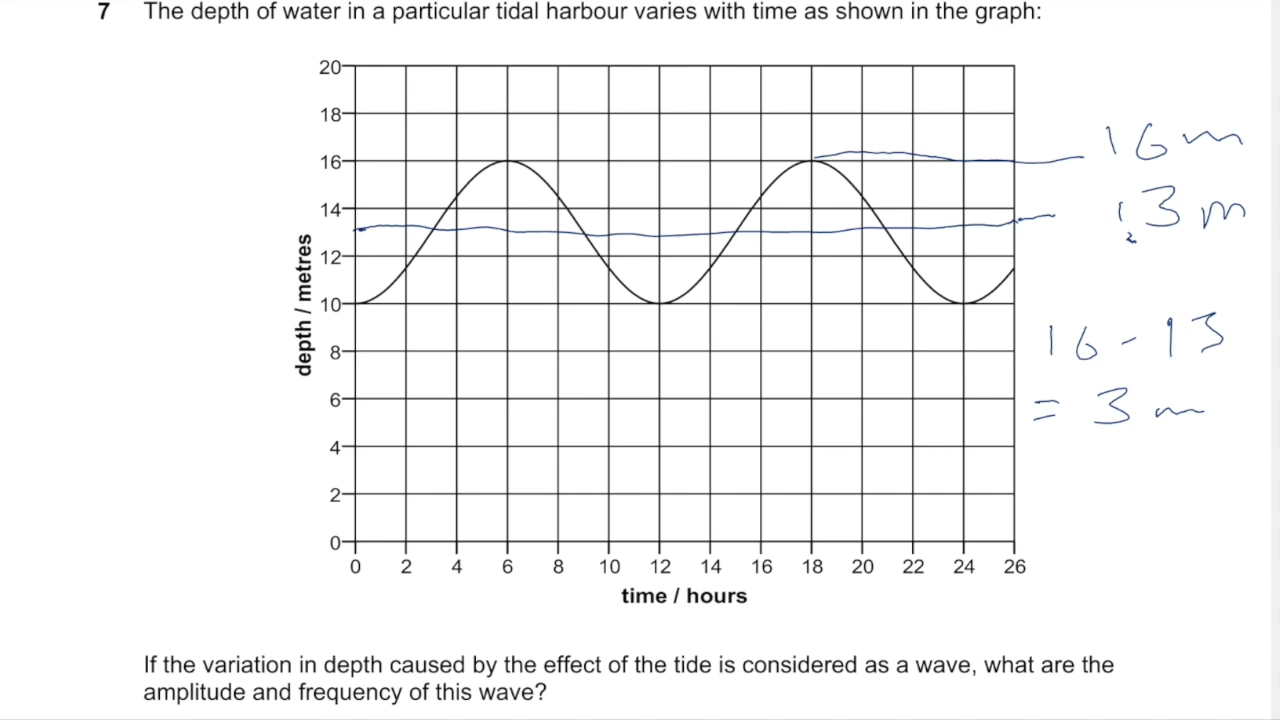 7 The depth of water in a particular tidal harbour varies with time as shown in the graph:
20
18
16
14
12
10
8
6
4
2
0
depth / metres
0 2 4 6 8 10 12 14 16 18 20 22 24 26
time / hours
16m
13m
16-13
= 3m
If the variation in depth caused by the effect of the tide is considered as a wave, what are the
amplitude and frequency of this wave?